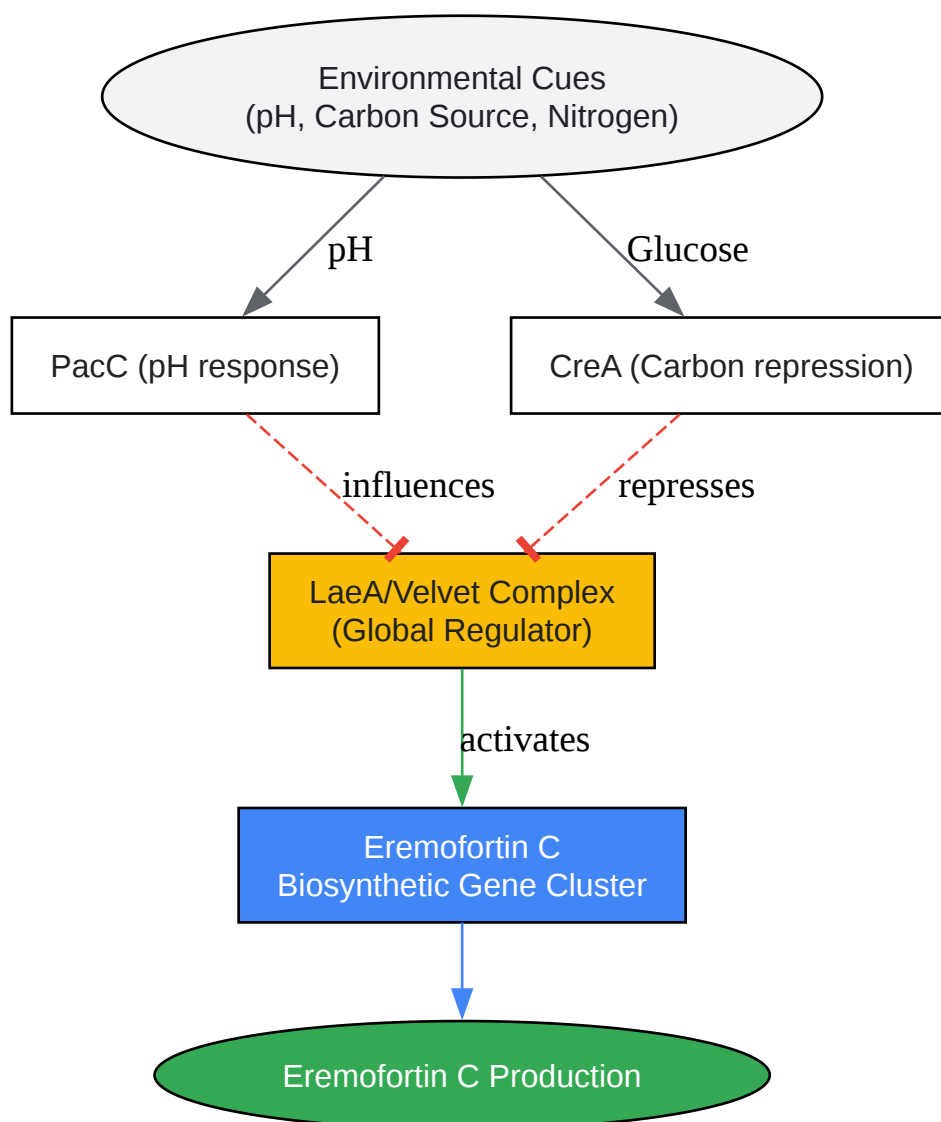 Environmental Cues
(pH, Carbon Source, Nitrogen)
pH
Glucose
PacC (pH response)
CreA (Carbon repression)
influences
represses
LaeA/Velvet Complex
(Global Regulator)
activates
Eremofortin C
Biosynthetic Gene Cluster
Eremofortin C Production